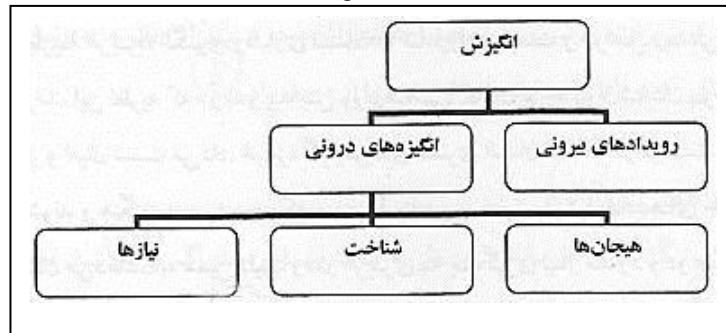 انگیزش
رویدادهای بیرونی
انگیزه‌های درونی
هیجان‌ها
شناخت
نیازها